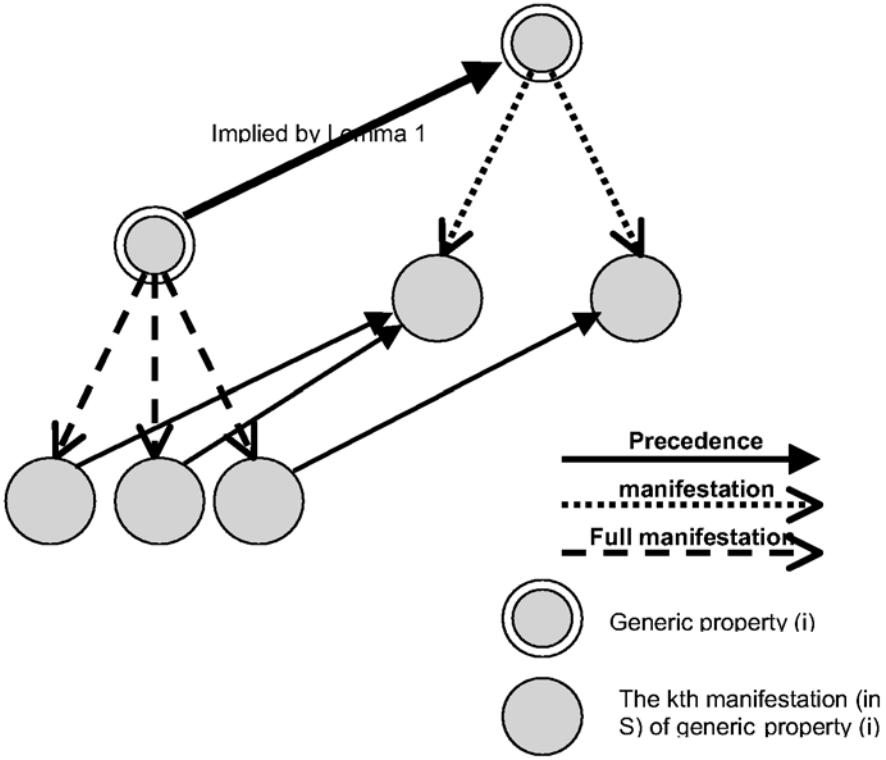 Implied by Lemma 1
Precedence
manifestation
Full manifestation
Generic property (i)
The kth manifestation (in
S) of generic property (i)